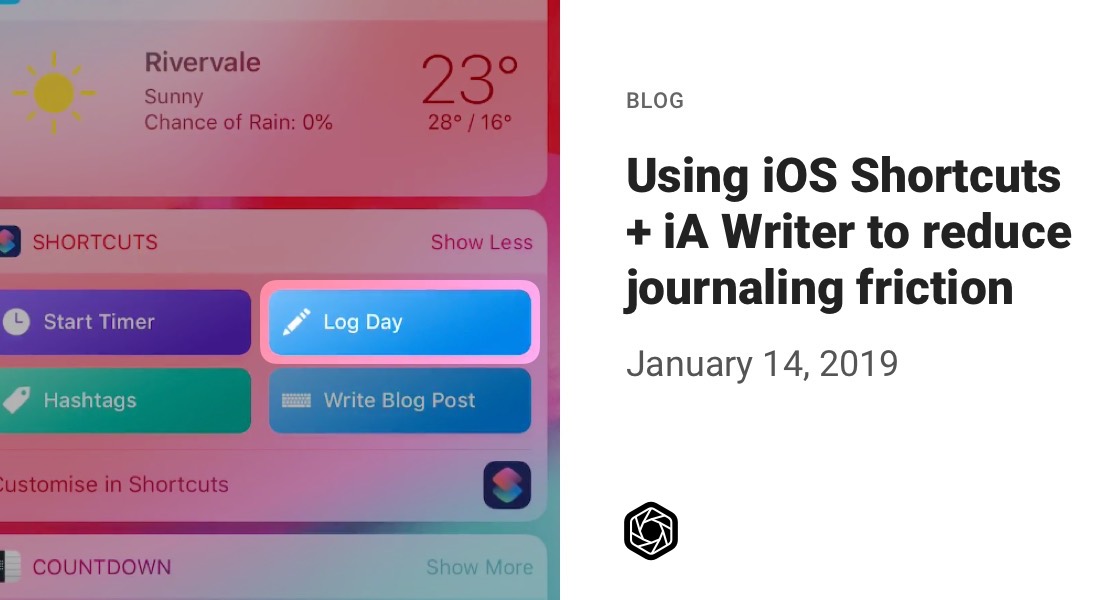 Rivervale
23°
Sunny
Chance of Rain: 0%
28° / 16°
SHORTCUTS
Show Less
Start Timer
Log Day
Hashtags
Write Blog Post
Customise in Shortcuts
COUNTDOWN
Show More
BLOG
Using iOS Shortcuts
+ iA Writer to reduce
journaling friction
January 14, 2019